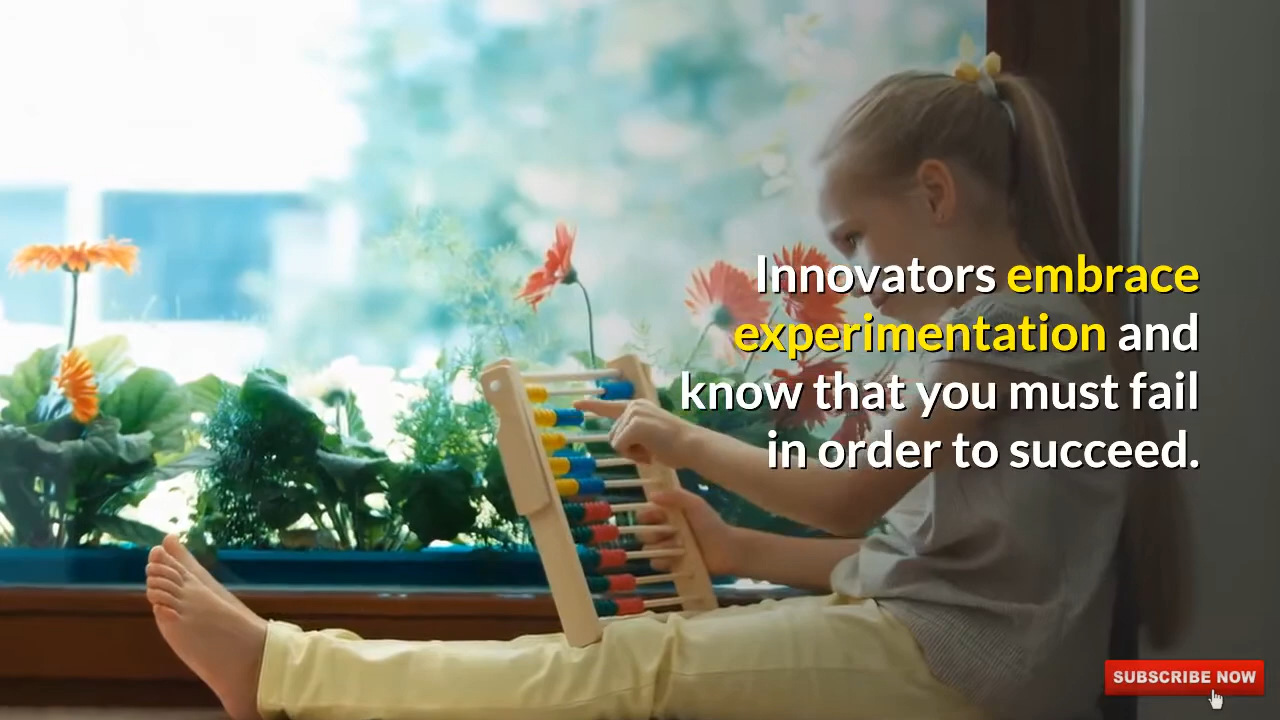 Innovators embrace
experimentation and
know that you must fail
in order to succeed.
SUBSCRIBE NOW